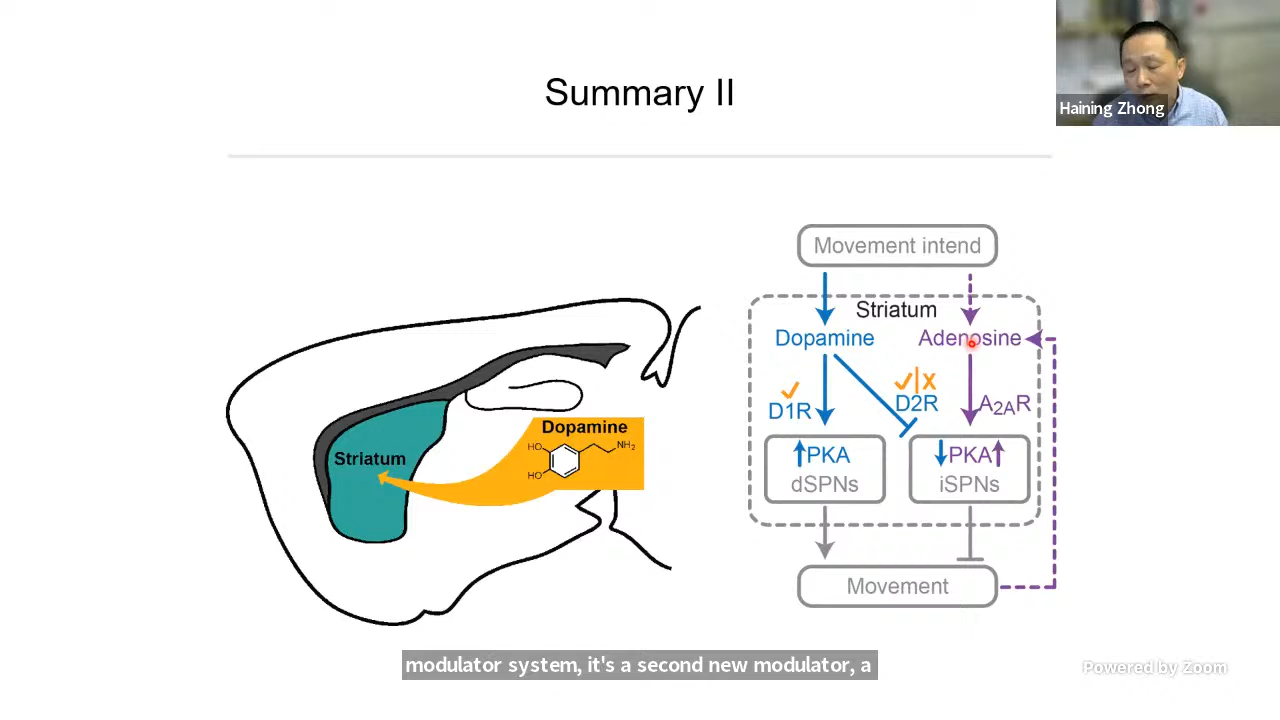 Summary II
Haining Zhong
Striatum
Dopamine
HO
HO
NH2
Movement intend
Striatum
Dopamine
Adenosine
✓
D1R
✓|x
D2R
A2AR
↑PKA
dSPNs
↓PKA↑
iSPNs
Movement
modulator system, it's a second new modulator, a
Powered by Zoom